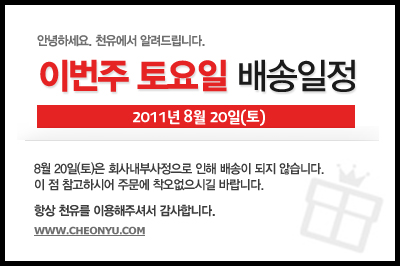 안녕하세요. 천유에서 알려드립니다.
이번주 토요일 배송일정
2011년 8월 20일(토)
8월 20일(토)은 회사내부사정으로 인해 배송이 되지 않습니다.
이 점 참고하시어 주문에 착오없으시길 바랍니다.
항상 천유를 이용해주셔서 감사합니다.
WWW.CHEONYU.COM